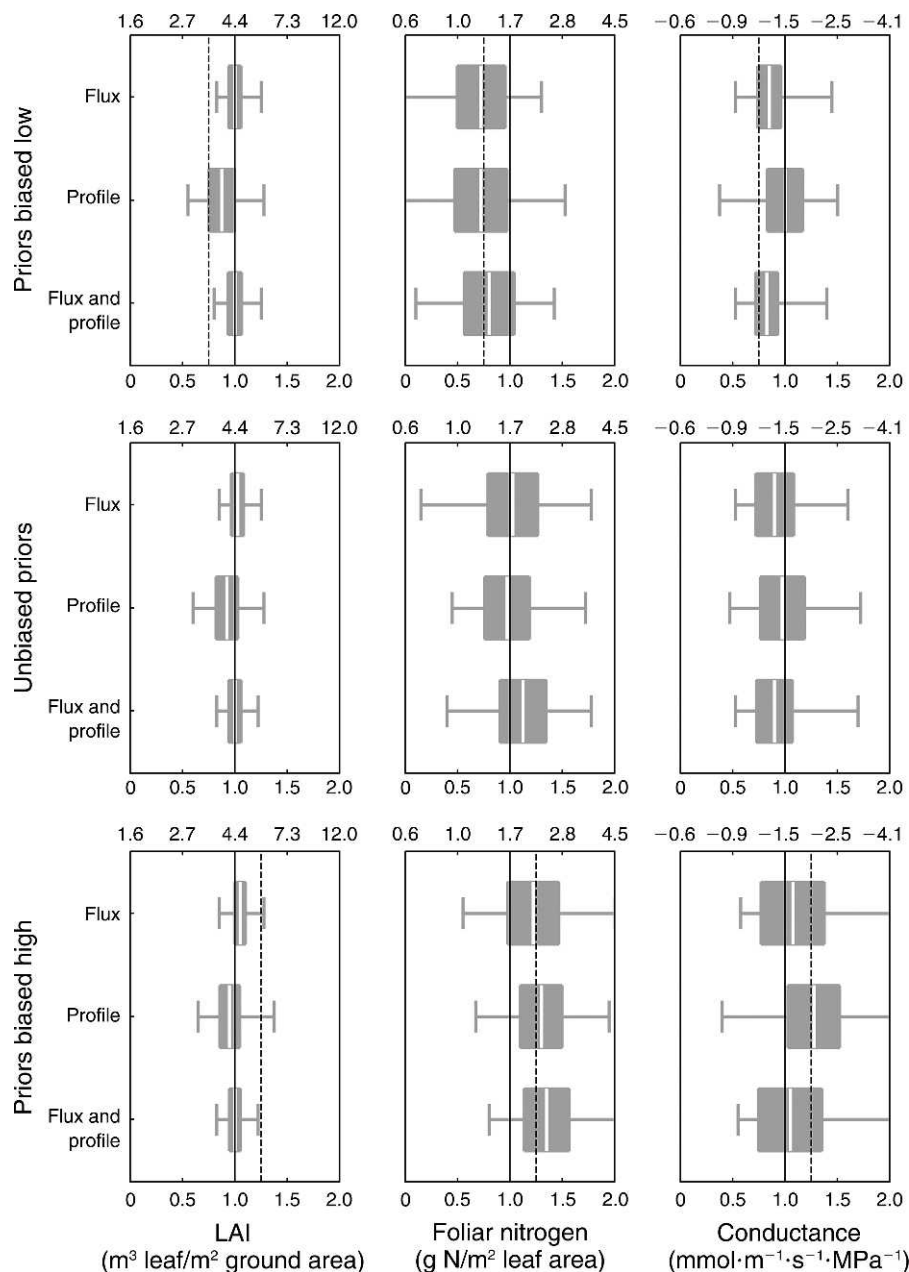 1.6 2.7 4.4 7.3 12.0 0.6 1.0 1.7 2.8 4.5 −0.6 −0.9 −1.5 −2.5 −4.1
Priors biased low
Flux
Profile
Flux and
profile
0 0.5 1.0 1.5 2.0 0 0.5 1.0 1.5 2.0 0 0.5 1.0 1.5 2.0
1.6 2.7 4.4 7.3 12.0 0.6 1.0 1.7 2.8 4.5 −0.6 −0.9 −1.5 −2.5 −4.1
Unbiased priors
Flux
Profile
Flux and
profile
0 0.5 1.0 1.5 2.0 0 0.5 1.0 1.5 2.0 0 0.5 1.0 1.5 2.0
1.6 2.7 4.4 7.3 12.0 0.6 1.0 1.7 2.8 4.5 −0.6 −0.9 −1.5 −2.5 −4.1
Priors biased high
Flux
Profile
Flux and
profile
0 0.5 1.0 1.5 2.0 0 0.5 1.0 1.5 2.0 0 0.5 1.0 1.5 2.0
LAI Foliar nitrogen Conductance
(m³ leaf/m² ground area) (g N/m² leaf area) (mmol·m⁻¹·s⁻¹·MPa⁻¹)